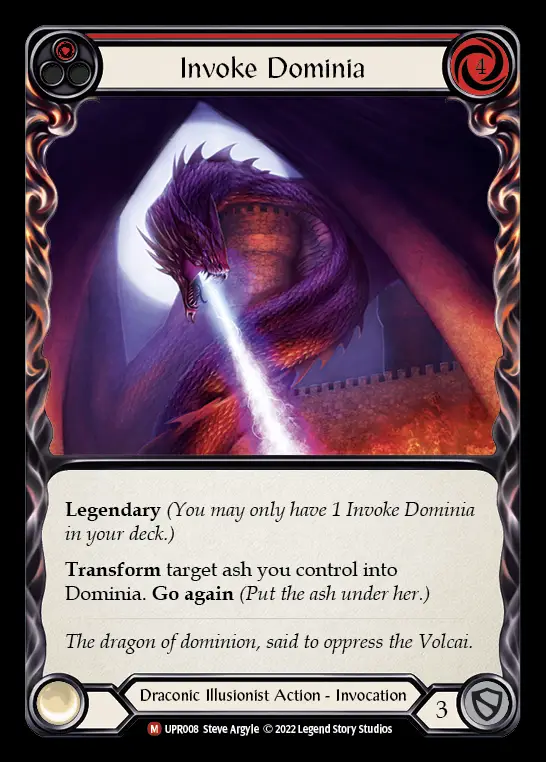 Invoke Dominia
4
Legendary (You may only have 1 Invoke Dominia
in your deck.)
Transform target ash you control into
Dominia. Go again (Put the ash under her.)
The dragon of dominion, said to oppress the Volcai.
Draconic Illusionist Action - Invocation
3
M UPR008 Steve Argyle © 2022 Legend Story Studios